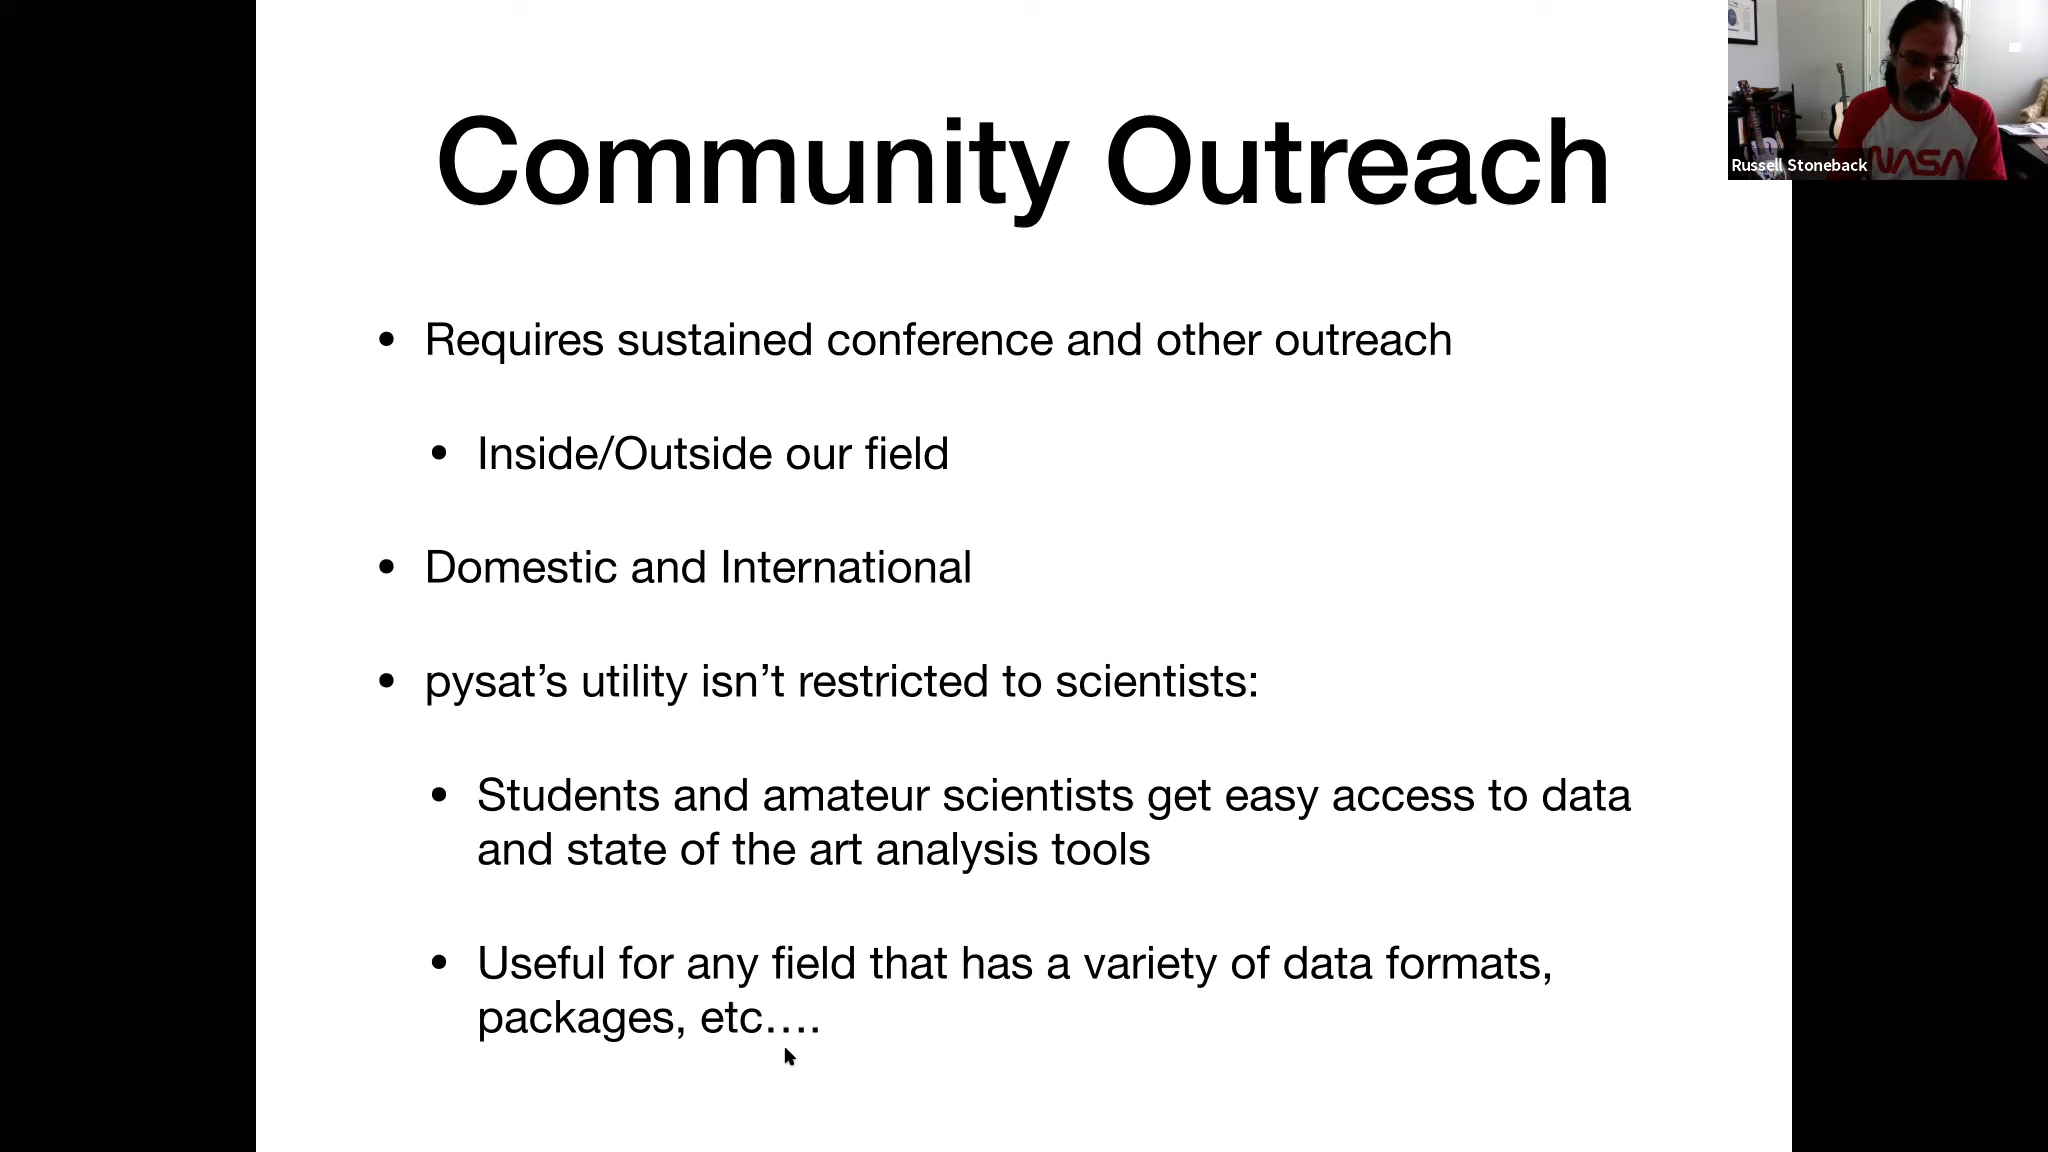 Community Outreach
• Requires sustained conference and other outreach
• Inside/Outside our field
• Domestic and International
• pysat’s utility isn’t restricted to scientists:
• Students and amateur scientists get easy access to data
and state of the art analysis tools
• Useful for any field that has a variety of data formats,
packages, etc….
Russell Stoneback
NASA